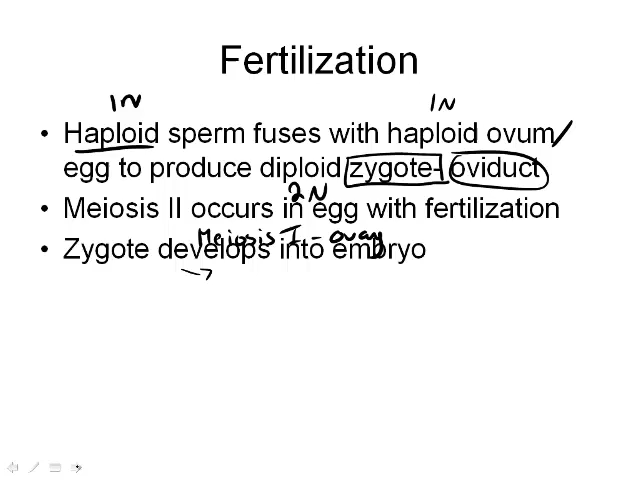 Fertilization
1N 1N
• Haploid sperm fuses with haploid ovum/
egg to produce diploid zygote- oviduct
2N
• Meiosis II occurs in egg with fertilization
Meiosis I - ovary
• Zygote develops into embryo